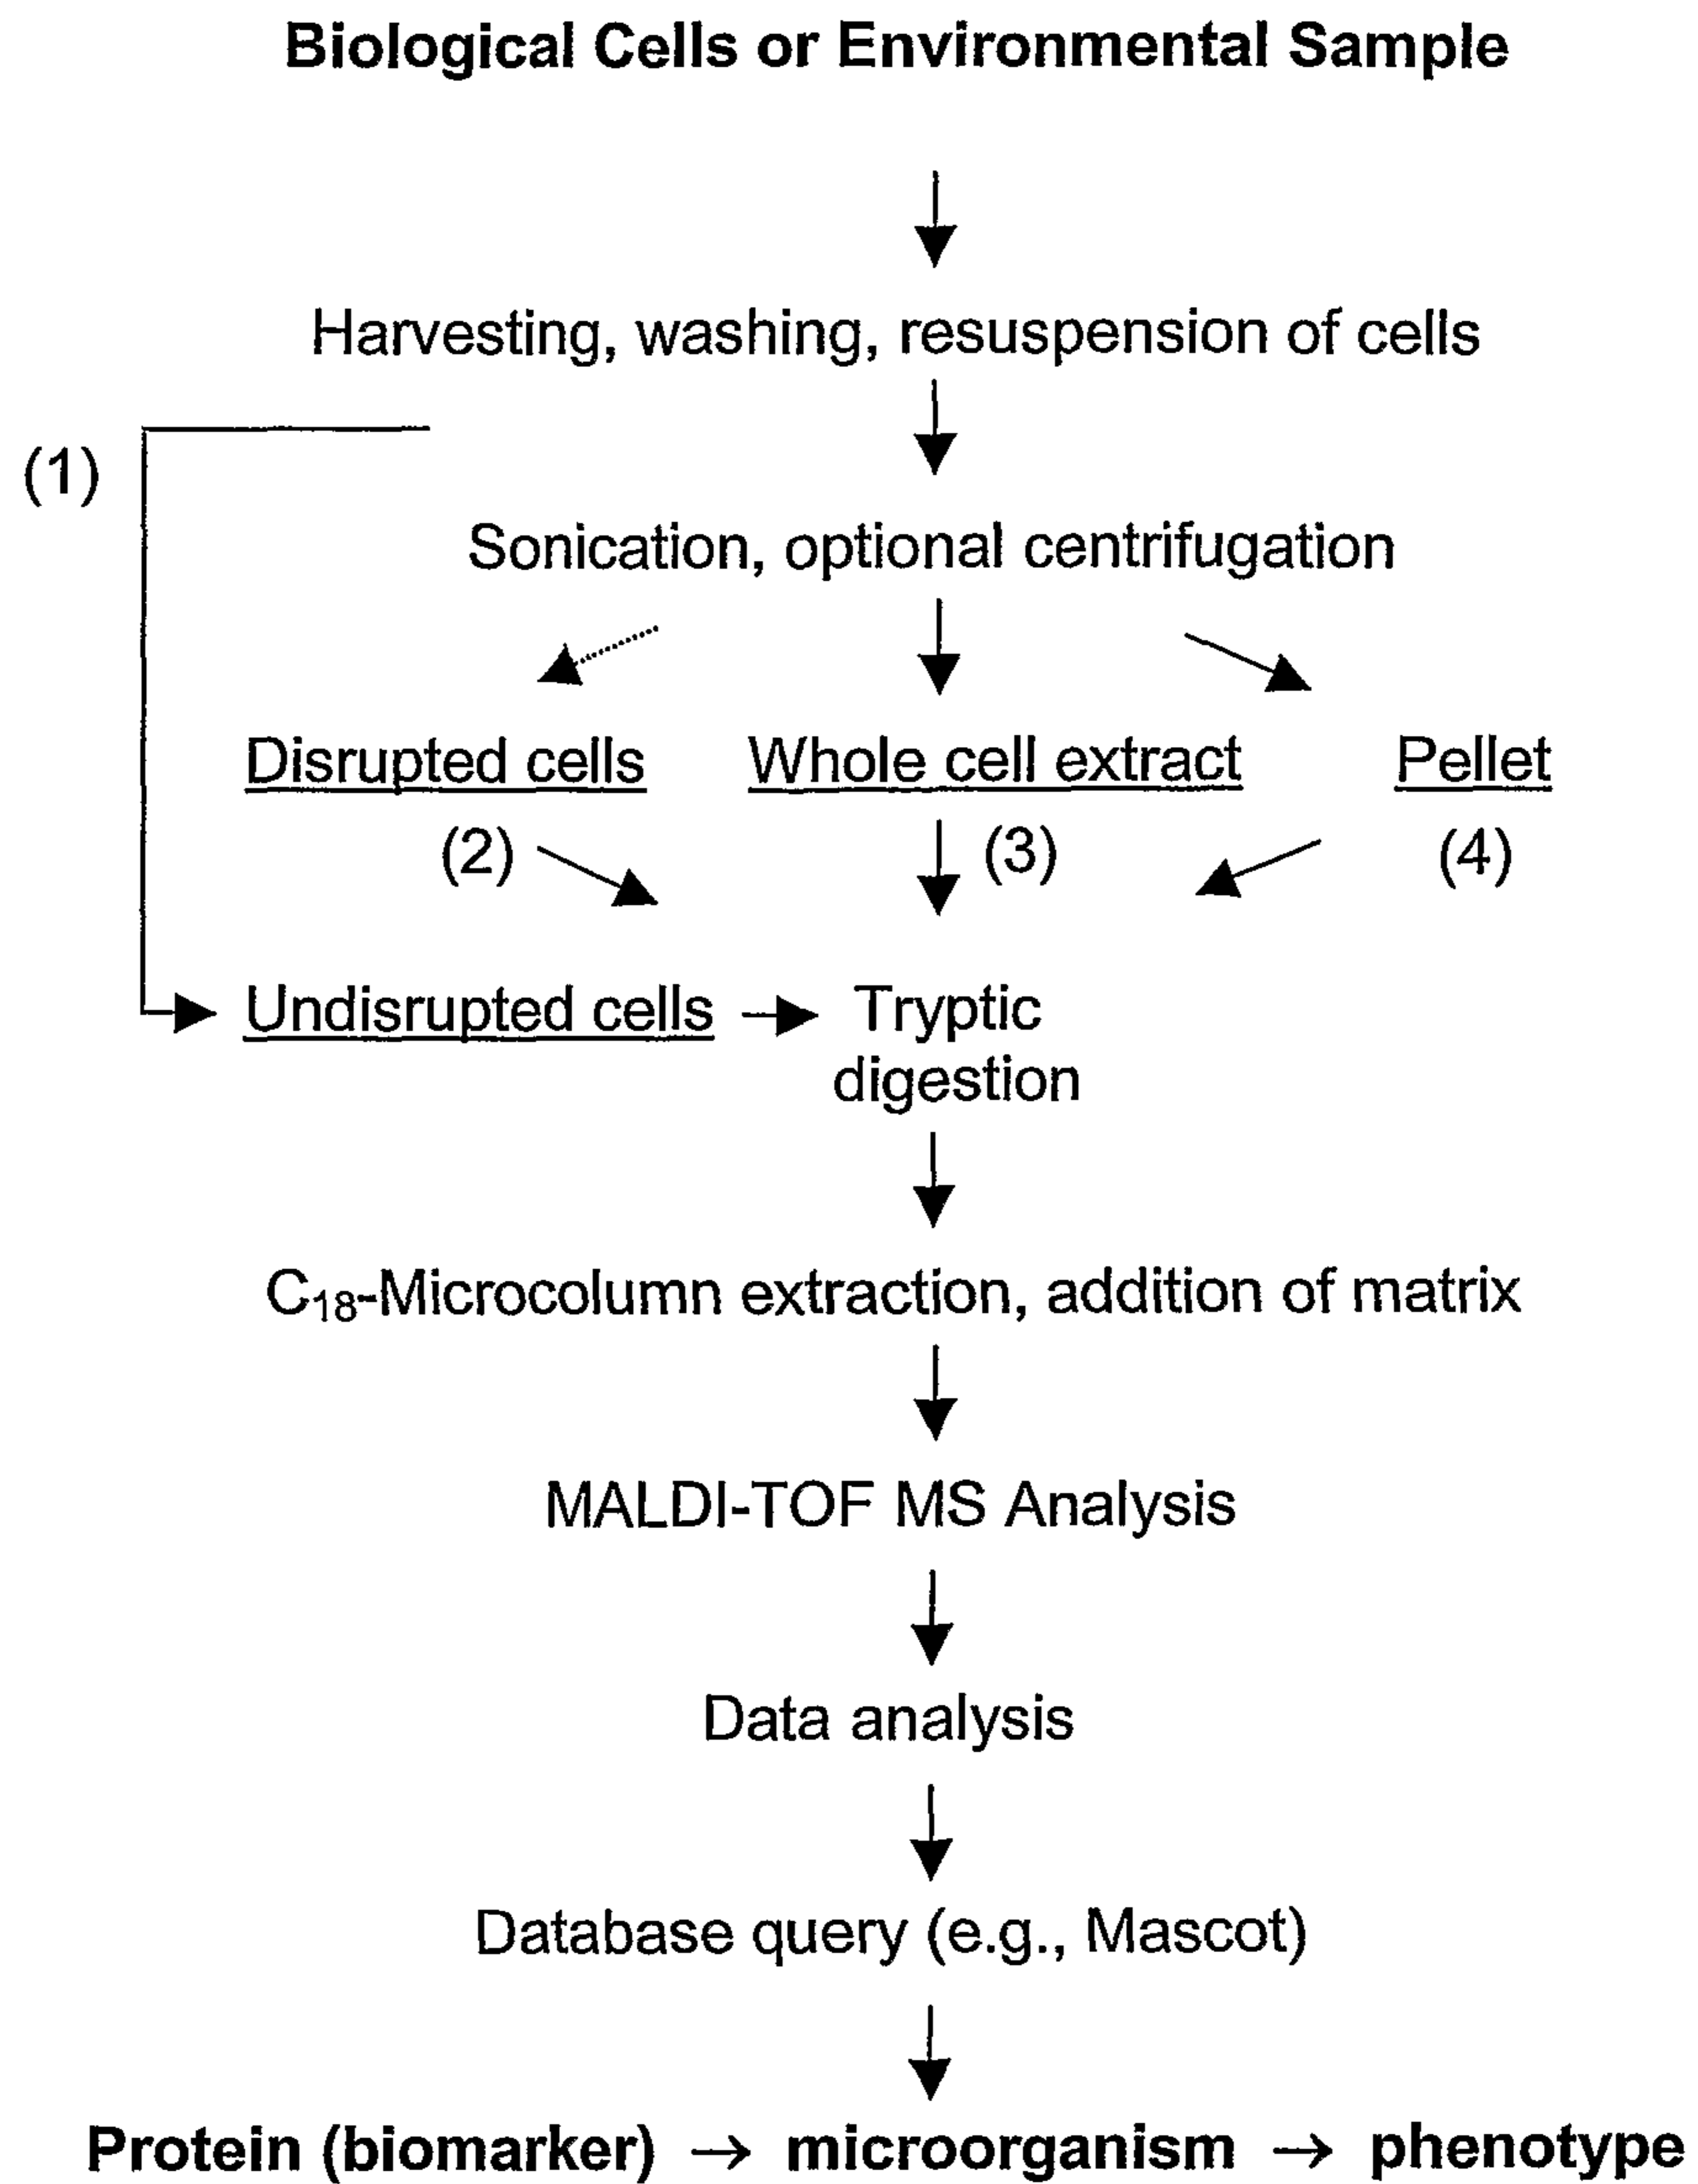 Biological Cells or Environmental Sample
Harvesting, washing, resuspension of cells
(1)
Sonication, optional centrifugation
Disrupted cells Whole cell extract Pellet
(2) (3) (4)
Undisrupted cells → Tryptic
digestion
C₁₈-Microcolumn extraction, addition of matrix
MALDI-TOF MS Analysis
Data analysis
Database query (e.g., Mascot)
Protein (biomarker) → microorganism → phenotype